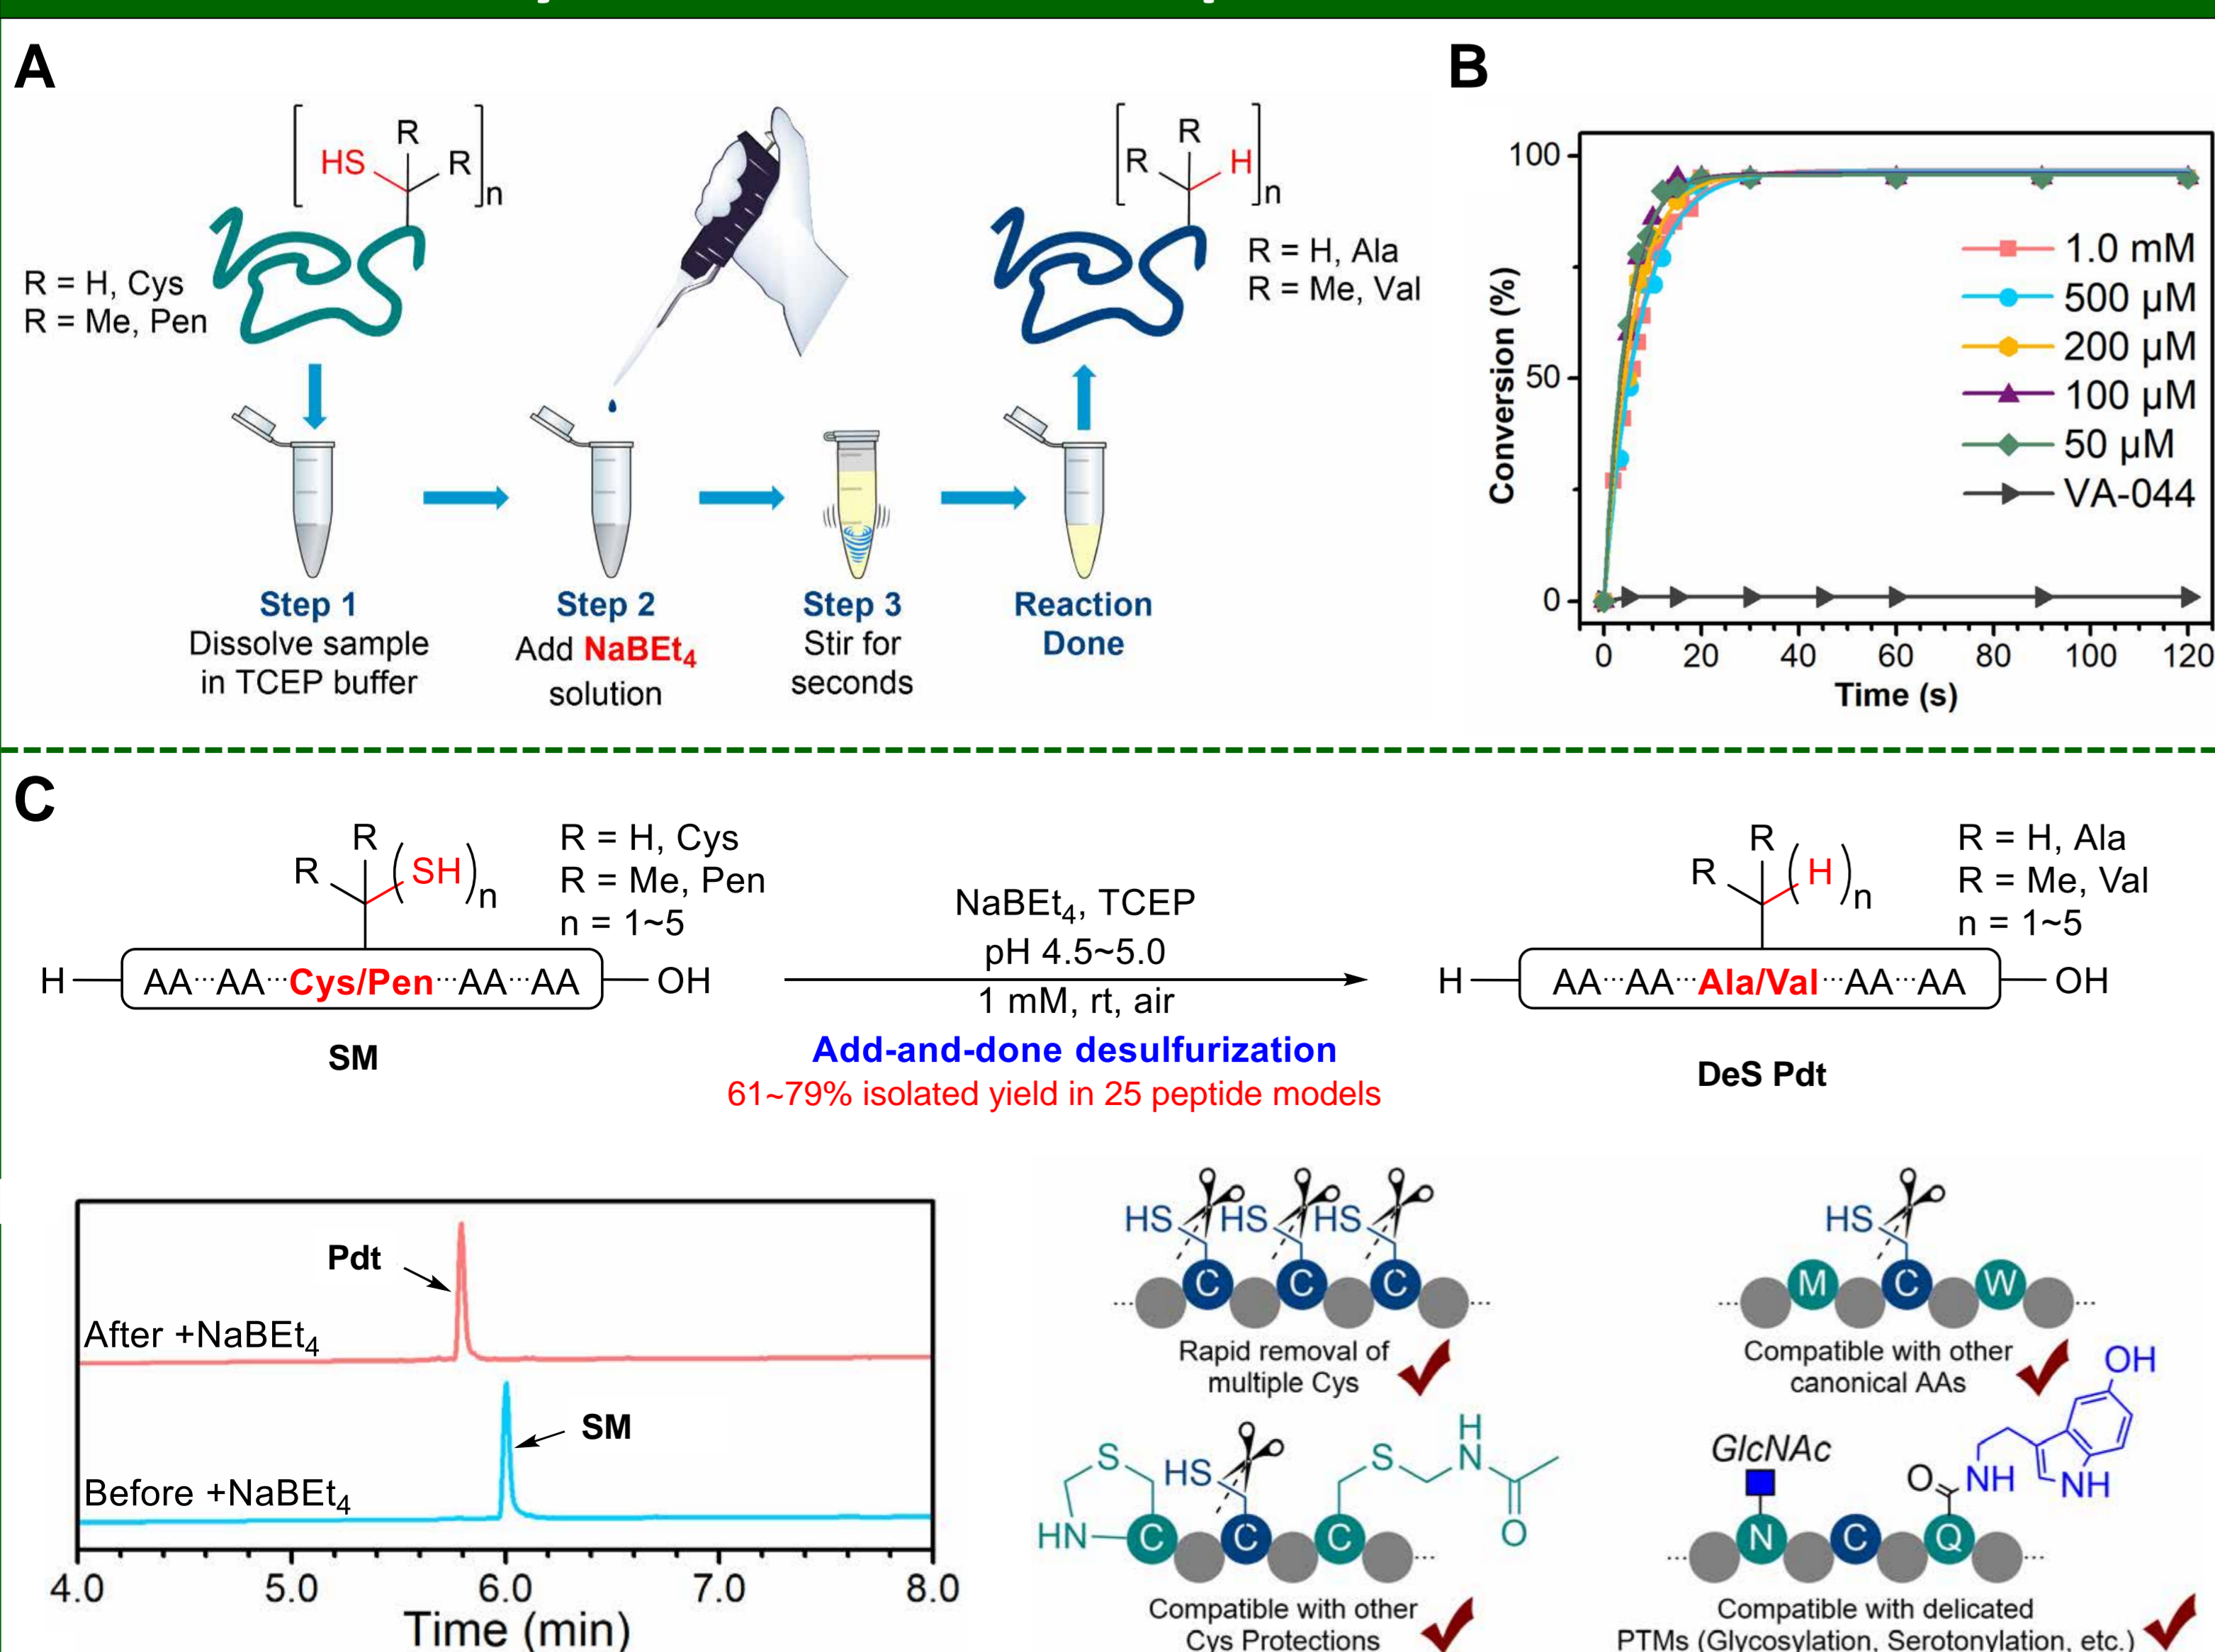 A
[HS R R]n
R = H, Cys
R = Me, Pen
[R R H]n
R = H, Ala
R = Me, Val
Step 1
Dissolve sample
in TCEP buffer
Step 2
Add NaBEt4
solution
Step 3
Stir for
seconds
Reaction
Done
B
Conversion (%)
100
50
0
1.0 mM
500 µM
200 µM
100 µM
50 µM
VA-044
0 20 40 60 80 100 120
Time (s)
C
R R (SH)n
R = H, Cys
R = Me, Pen
n = 1~5
H AA···AA···Cys/Pen···AA···AA OH
SM
NaBEt4, TCEP
pH 4.5~5.0
1 mM, rt, air
Add-and-done desulfurization
61~79% isolated yield in 25 peptide models
R R (H)n
R = H, Ala
R = Me, Val
n = 1~5
H AA···AA···Ala/Val···AA···AA OH
DeS Pdt
Pdt
After +NaBEt4
SM
Before +NaBEt4
4.0 5.0 6.0 7.0 8.0
Time (min)
HS HS HS
··· C C C ···
Rapid removal of
multiple Cys
HS
··· M C W ···
Compatible with other
canonical AAs
S HS S H N O
HN C C C ···
Compatible with other
Cys Protections
GlcNAc
O NH NH OH
··· N C Q ···
Compatible with delicated
PTMs (Glycosylation, Serotonylation, etc.)